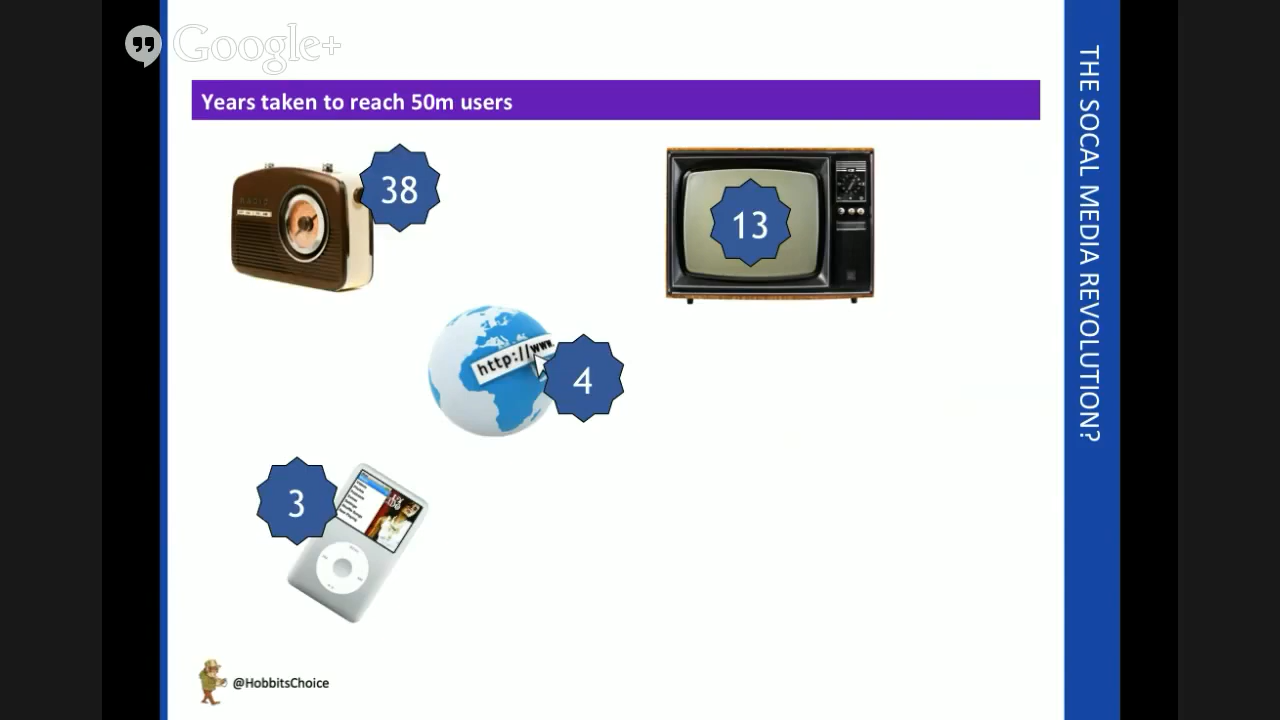 Google+
Years taken to reach 50m users
38
13
http://www.
4
3
@HobbitsChoice
THE SOCAL MEDIA REVOLUTION?